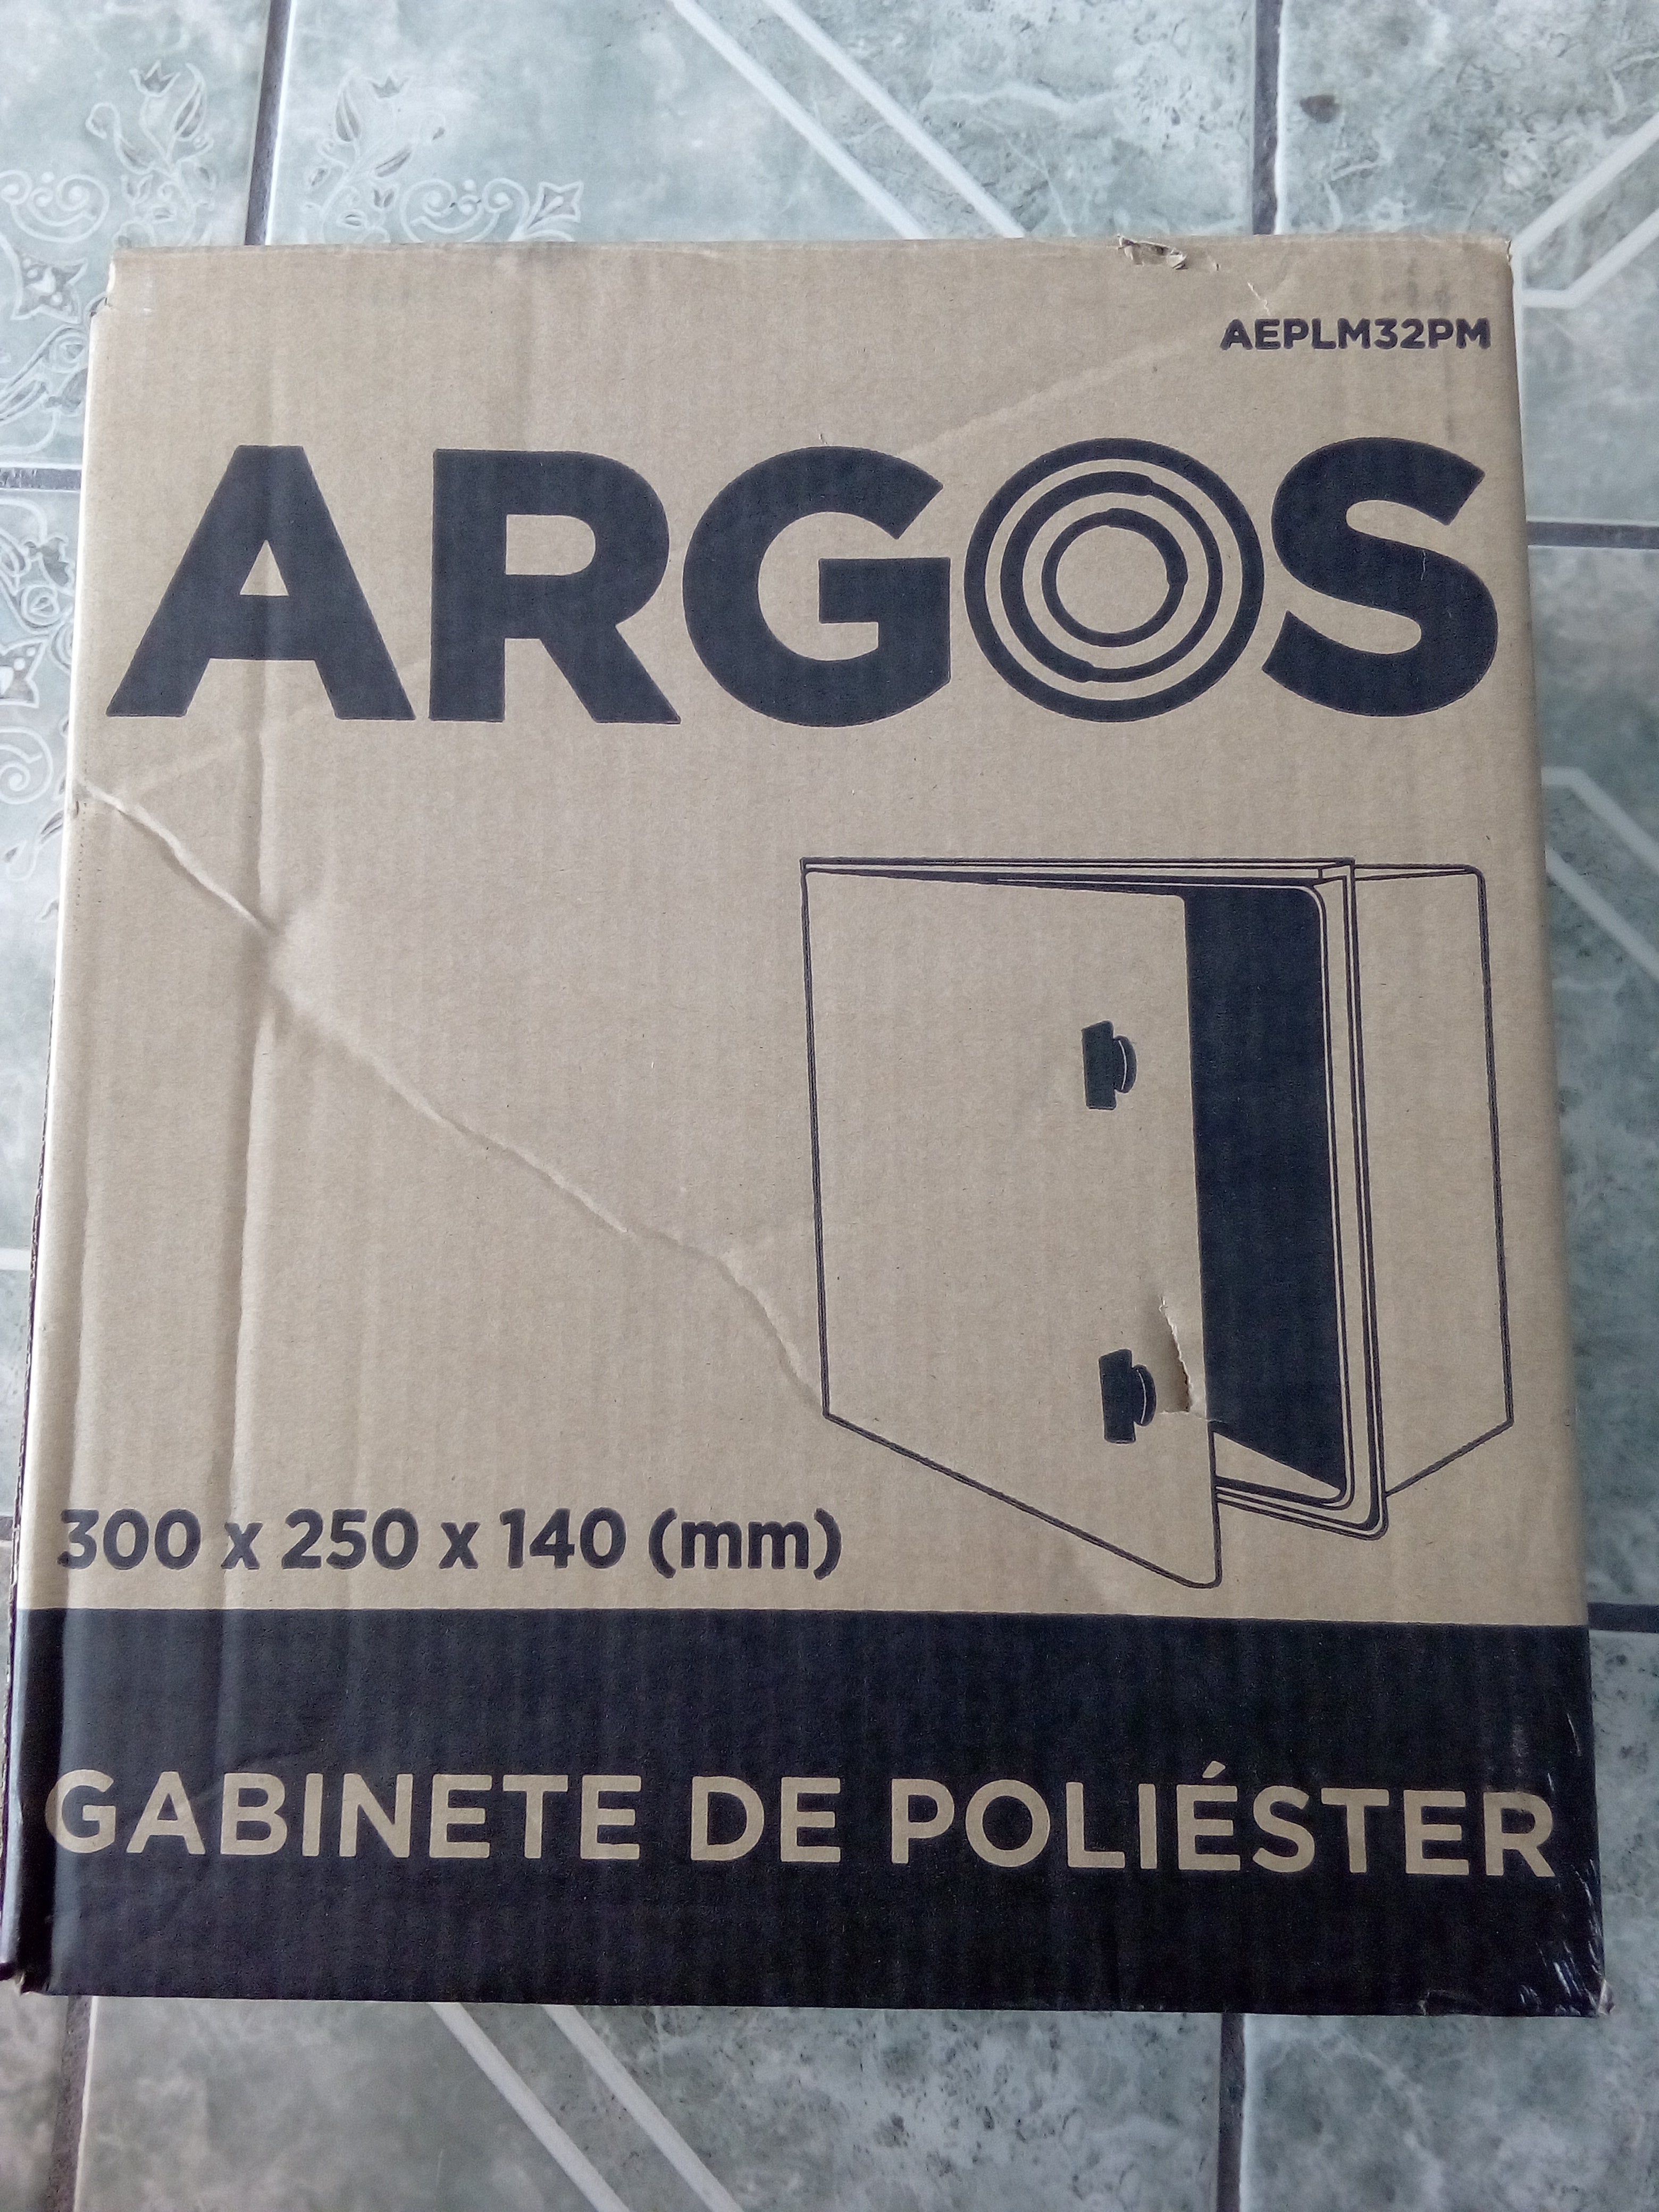 AEPLM32PM
ARGOS
300 x 250 x 140 (mm)
GABINETE DE POLIÉSTER